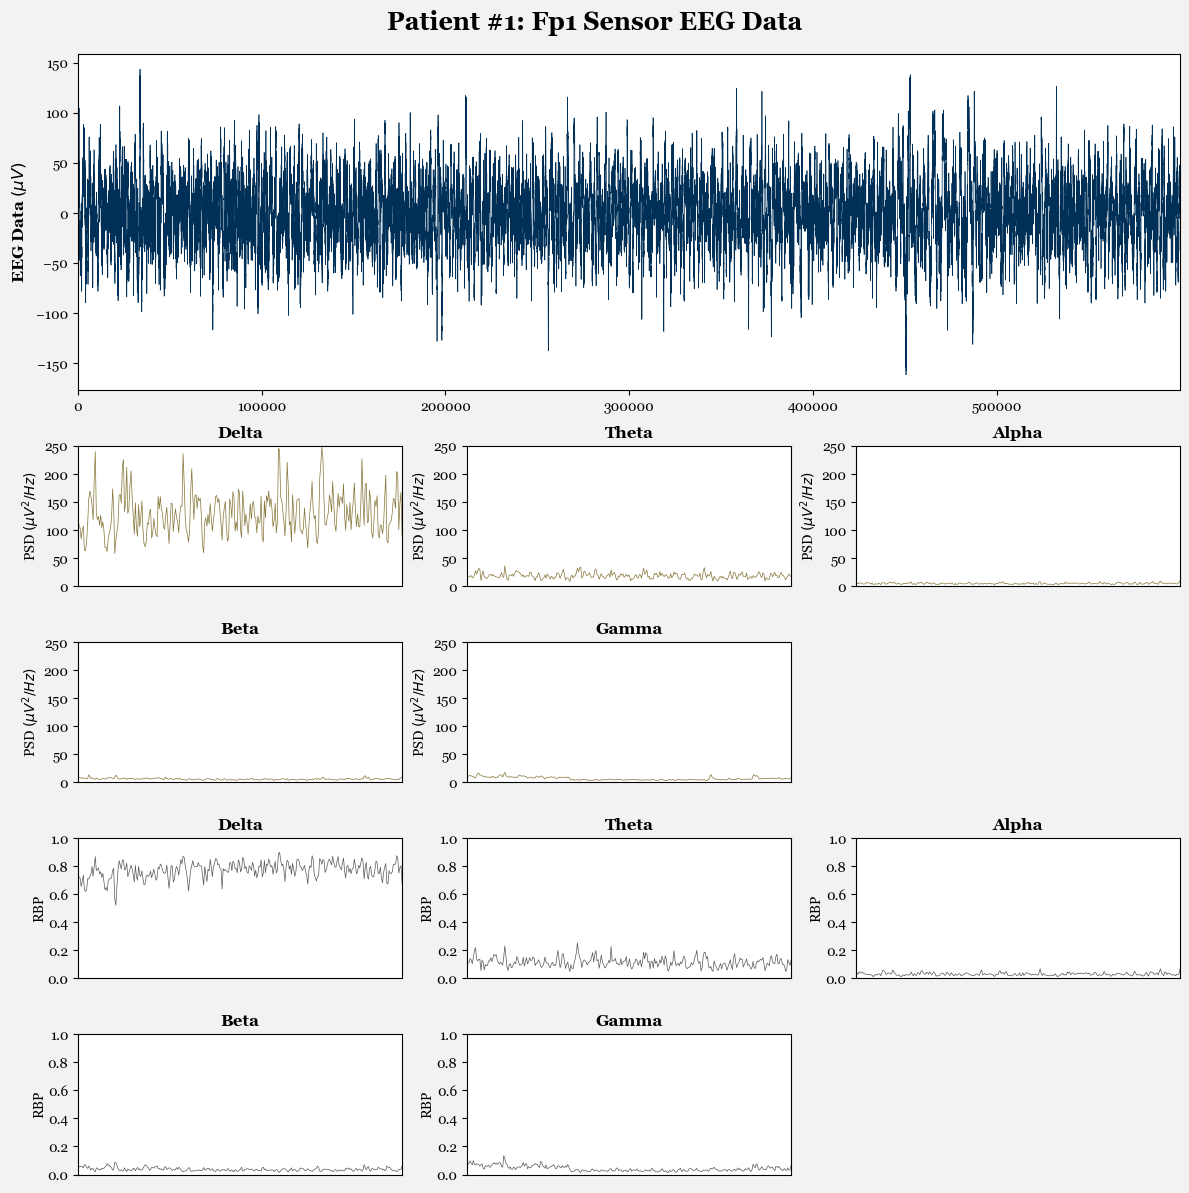 Patient #1: Fp1 Sensor EEG Data
EEG Data (μV)
150
100
50
0
−50
−100
−150
0 100000 200000 300000 400000 500000
Delta Theta Alpha
PSD (μV²/Hz) PSD (μV²/Hz) PSD (μV²/Hz)
250 250 250
200 200 200
150 150 150
100 100 100
50 50 50
0 0 0
Beta Gamma
PSD (μV²/Hz) PSD (μV²/Hz)
250 250
200 200
150 150
100 100
50 50
0 0
Delta Theta Alpha
RBP RBP RBP
1.0 1.0 1.0
0.8 0.8 0.8
0.6 0.6 0.6
0.4 0.4 0.4
0.2 0.2 0.2
0.0 0.0 0.0
Beta Gamma
RBP RBP
1.0 1.0
0.8 0.8
0.6 0.6
0.4 0.4
0.2 0.2
0.0 0.0